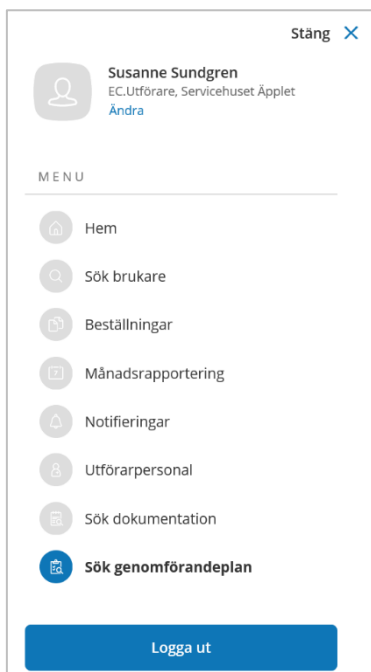 Stäng
Susanne Sundgren
EC.Utförare, Servicehuset Äpplet
Ändra
MENU
Hem
Sök brukare
Beställningar
Månadsrapportering
Notifieringar
Utförarpersonal
Sök dokumentation
Sök genomförandeplan
Logga ut